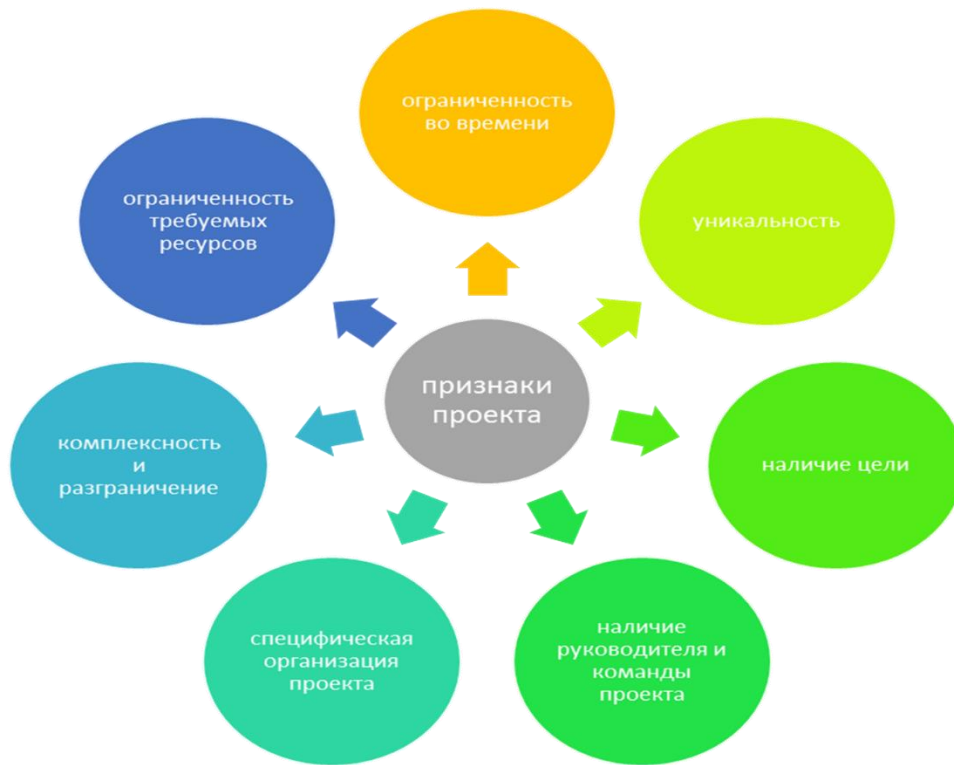 ограниченность
во времени
уникальность
наличие цели
наличие
руководителя и
команды
проекта
специфическая
организация
проекта
комплексность
и
разграничение
ограниченность
требуемых
ресурсов
признаки
проекта